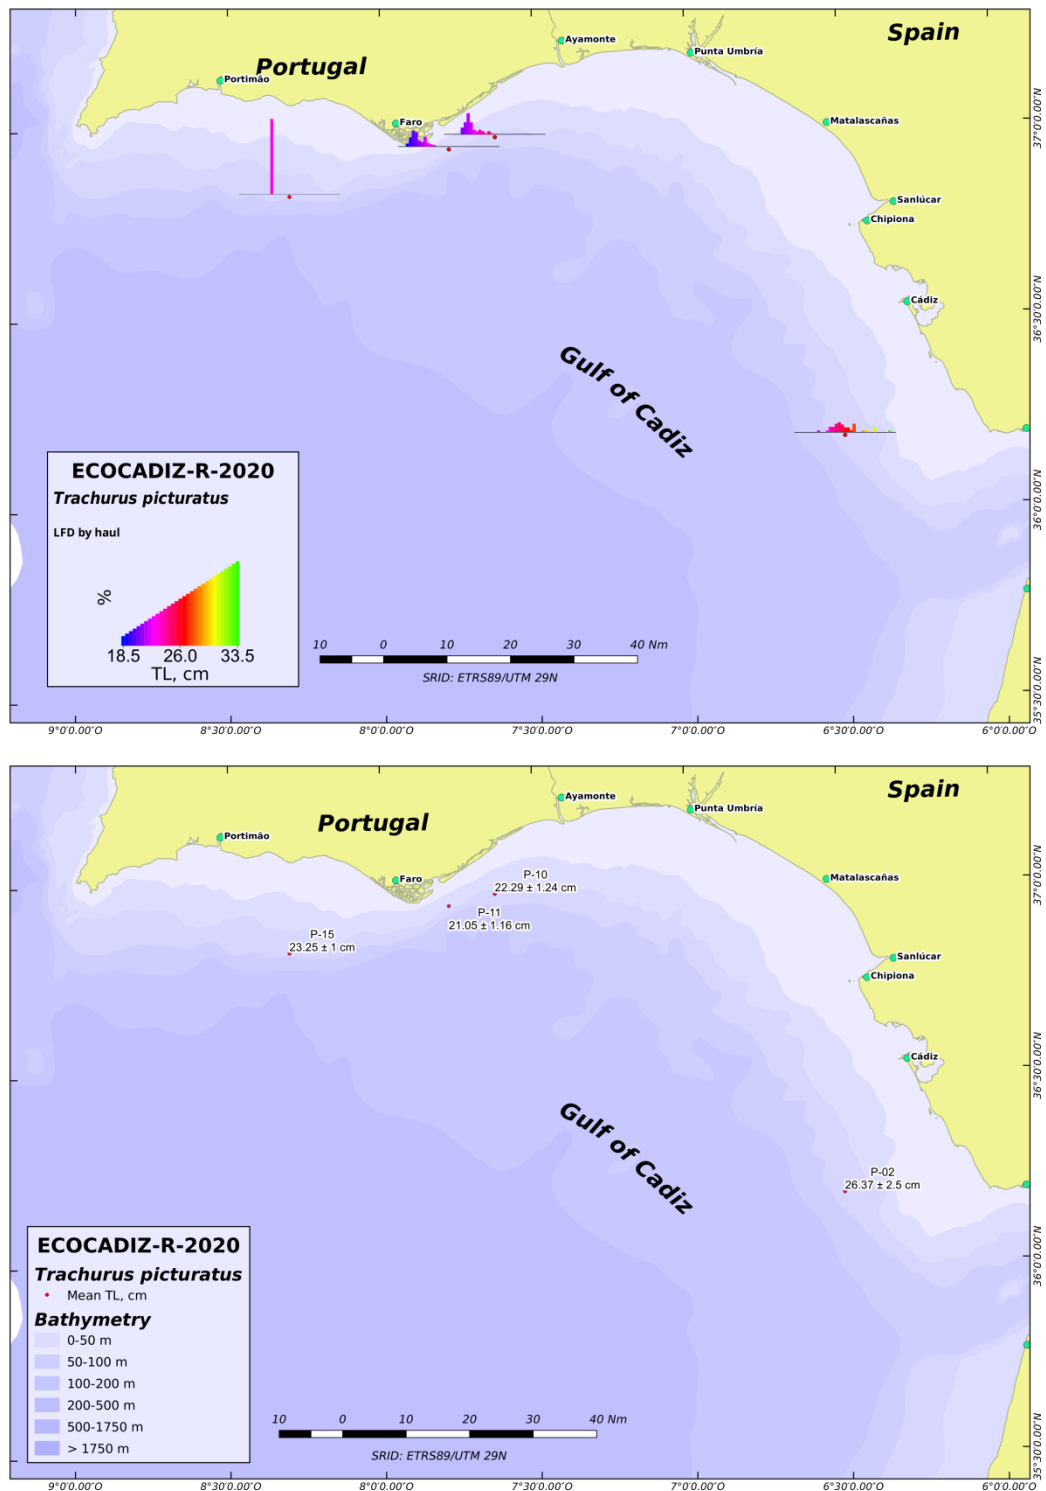 Spain
Ayamonte
Punta Umbría
Portugal
Portimão
Faro
Matalascañas
37°0'0.00"N
Sanlúcar
Chipiona
Cádiz
36°30'0.00"N
Gulf of Cadiz
ECOCADIZ-R-2020
Trachurus picturatus
LFD by haul
%
18.5 26.0 33.5
TL, cm
36°0'0.00"N
10 0 10 20 30 40 Nm
SRID: ETRS89/UTM 29N
35°30'0.00"N
9°0'0.00"O 8°30'0.00"O 8°0'0.00"O 7°30'0.00"O 7°0'0.00"O 6°30'0.00"O 6°0'0.00"O
Spain
Ayamonte
Punta Umbría
Portugal
Portimão
Faro
Matalascañas
37°0'0.00"N
P-10
22.29 ± 1.24 cm
P-11
21.05 ± 1.16 cm
P-15
23.25 ± 1 cm
Sanlúcar
Chipiona
Cádiz
36°30'0.00"N
Gulf of Cadiz
P-02
26.37 ± 2.5 cm
36°0'0.00"N
ECOCADIZ-R-2020
Trachurus picturatus
Mean TL, cm
Bathymetry
0-50 m
50-100 m
100-200 m
200-500 m
500-1750 m
> 1750 m
10 0 10 20 30 40 Nm
SRID: ETRS89/UTM 29N
35°30'0.00"N
9°0'0.00"O 8°30'0.00"O 8°0'0.00"O 7°30'0.00"O 7°0'0.00"O 6°30'0.00"O 6°0'0.00"O